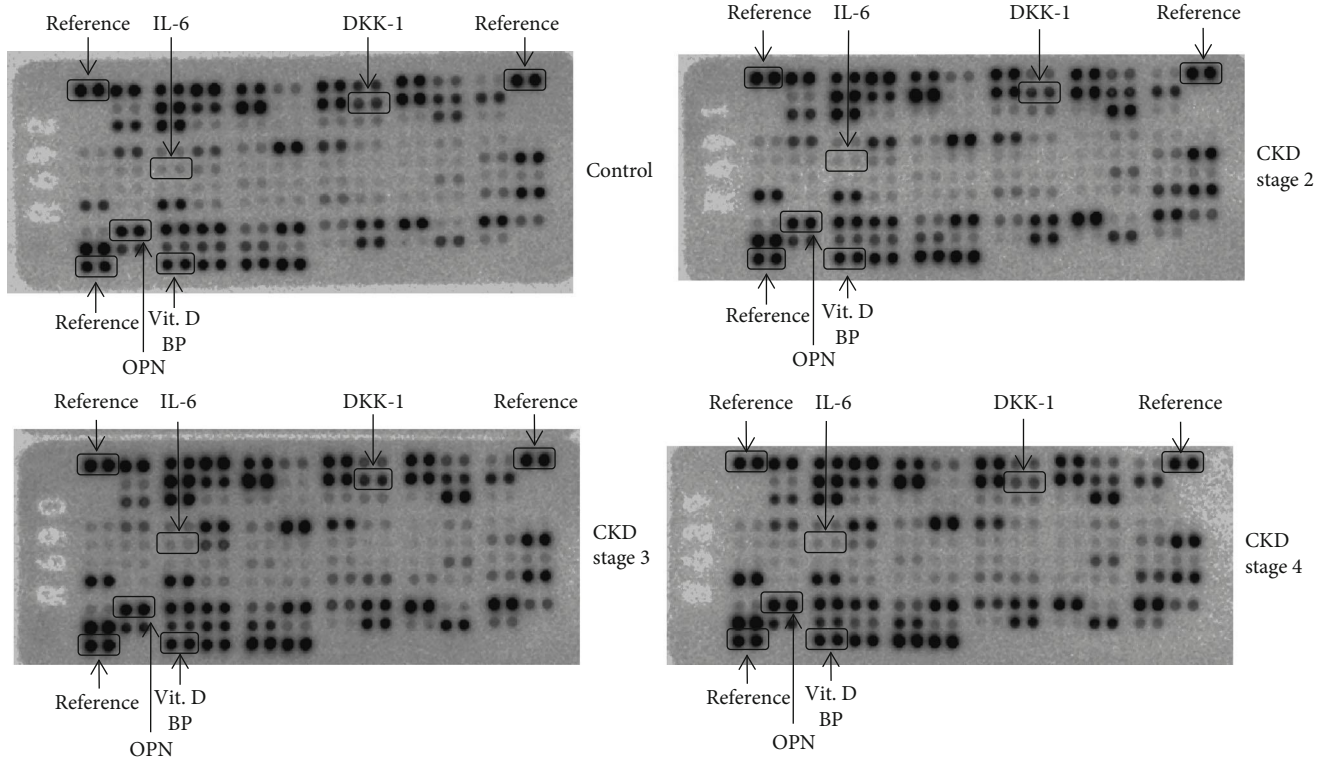 Reference IL-6 DKK-1 Reference
Control
Reference Vit. D
BP
OPN
Reference IL-6 DKK-1 Reference
CKD
stage 2
Reference Vit. D
BP
OPN
Reference IL-6 DKK-1 Reference
R690
CKD
stage 3
Reference Vit. D
BP
OPN
Reference IL-6 DKK-1 Reference
CKD
stage 4
Reference Vit. D
BP
OPN